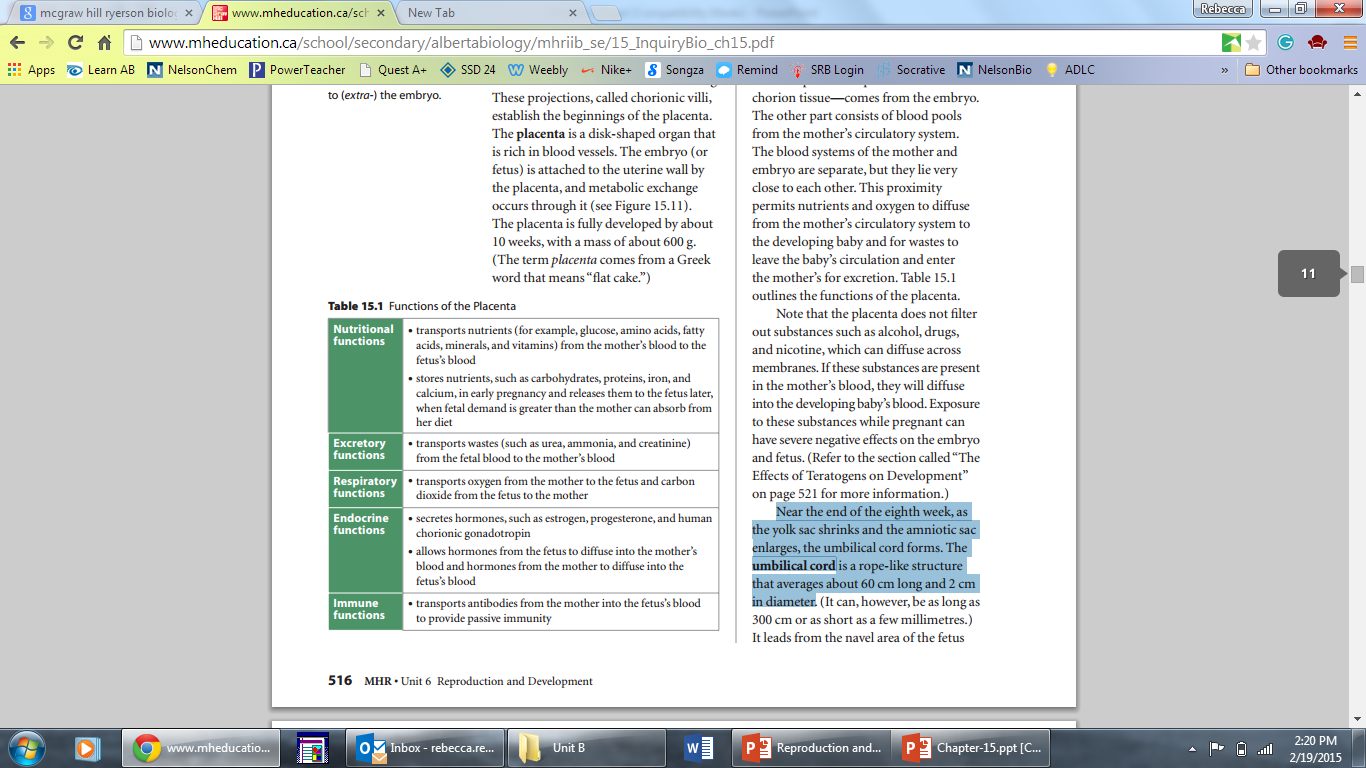 mcgraw hill ryerson biolog
www.mheducation.ca/sch
New Tab
Rebecca
www.mheducation.ca/school/secondary/albertabiology/mhriib_se/15_InquiryBio_ch15.pdf
Apps
Learn AB
NelsonChem
PowerTeacher
Quest A+
SSD 24
Weebly
Nike+
Songza
Remind
SRB Login
Socrative
NelsonBio
ADLC
»
Other bookmarks
to (extra-) the embryo.
These projections, called chorionic villi,
establish the beginnings of the placenta.
The placenta is a disk-shaped organ that
is rich in blood vessels. The embryo (or
fetus) is attached to the uterine wall by
the placenta, and metabolic exchange
occurs through it (see Figure 15.11).
The placenta is fully developed by about
10 weeks, with a mass of about 600 g.
(The term placenta comes from a Greek
word that means “flat cake.”)
Table 15.1 Functions of the Placenta
Nutritional
functions
• transports nutrients (for example, glucose, amino acids, fatty
acids, minerals, and vitamins) from the mother’s blood to the
fetus’s blood
• stores nutrients, such as carbohydrates, proteins, iron, and
calcium, in early pregnancy and releases them to the fetus later,
when fetal demand is greater than the mother can absorb from
her diet
Excretory
functions
• transports wastes (such as urea, ammonia, and creatinine)
from the fetal blood to the mother’s blood
Respiratory
functions
• transports oxygen from the mother to the fetus and carbon
dioxide from the fetus to the mother
Endocrine
functions
• secretes hormones, such as estrogen, progesterone, and human
chorionic gonadotropin
• allows hormones from the fetus to diffuse into the mother’s
blood and hormones from the mother to diffuse into the
fetus’s blood
Immune
functions
• transports antibodies from the mother into the fetus’s blood
to provide passive immunity
516 MHR • Unit 6 Reproduction and Development
chorion tissue—comes from the embryo.
The other part consists of blood pools
from the mother’s circulatory system.
The blood systems of the mother and
embryo are separate, but they lie very
close to each other. This proximity
permits nutrients and oxygen to diffuse
from the mother’s circulatory system to
the developing baby and for wastes to
leave the baby’s circulation and enter
the mother’s for excretion. Table 15.1
outlines the functions of the placenta.
Note that the placenta does not filter
out substances such as alcohol, drugs,
and nicotine, which can diffuse across
membranes. If these substances are present
in the mother’s blood, they will diffuse
into the developing baby’s blood. Exposure
to these substances while pregnant can
have severe negative effects on the embryo
and fetus. (Refer to the section called “The
Effects of Teratogens on Development”
on page 521 for more information.)
Near the end of the eighth week, as
the yolk sac shrinks and the amniotic sac
enlarges, the umbilical cord forms. The
umbilical cord is a rope-like structure
that averages about 60 cm long and 2 cm
in diameter. (It can, however, be as long as
300 cm or as short as a few millimetres.)
It leads from the navel area of the fetus
11
www.mheducatio...
Inbox - rebecca.re...
Unit B
Reproduction and...
Chapter-15.ppt [C...
2:20 PM
2/19/2015